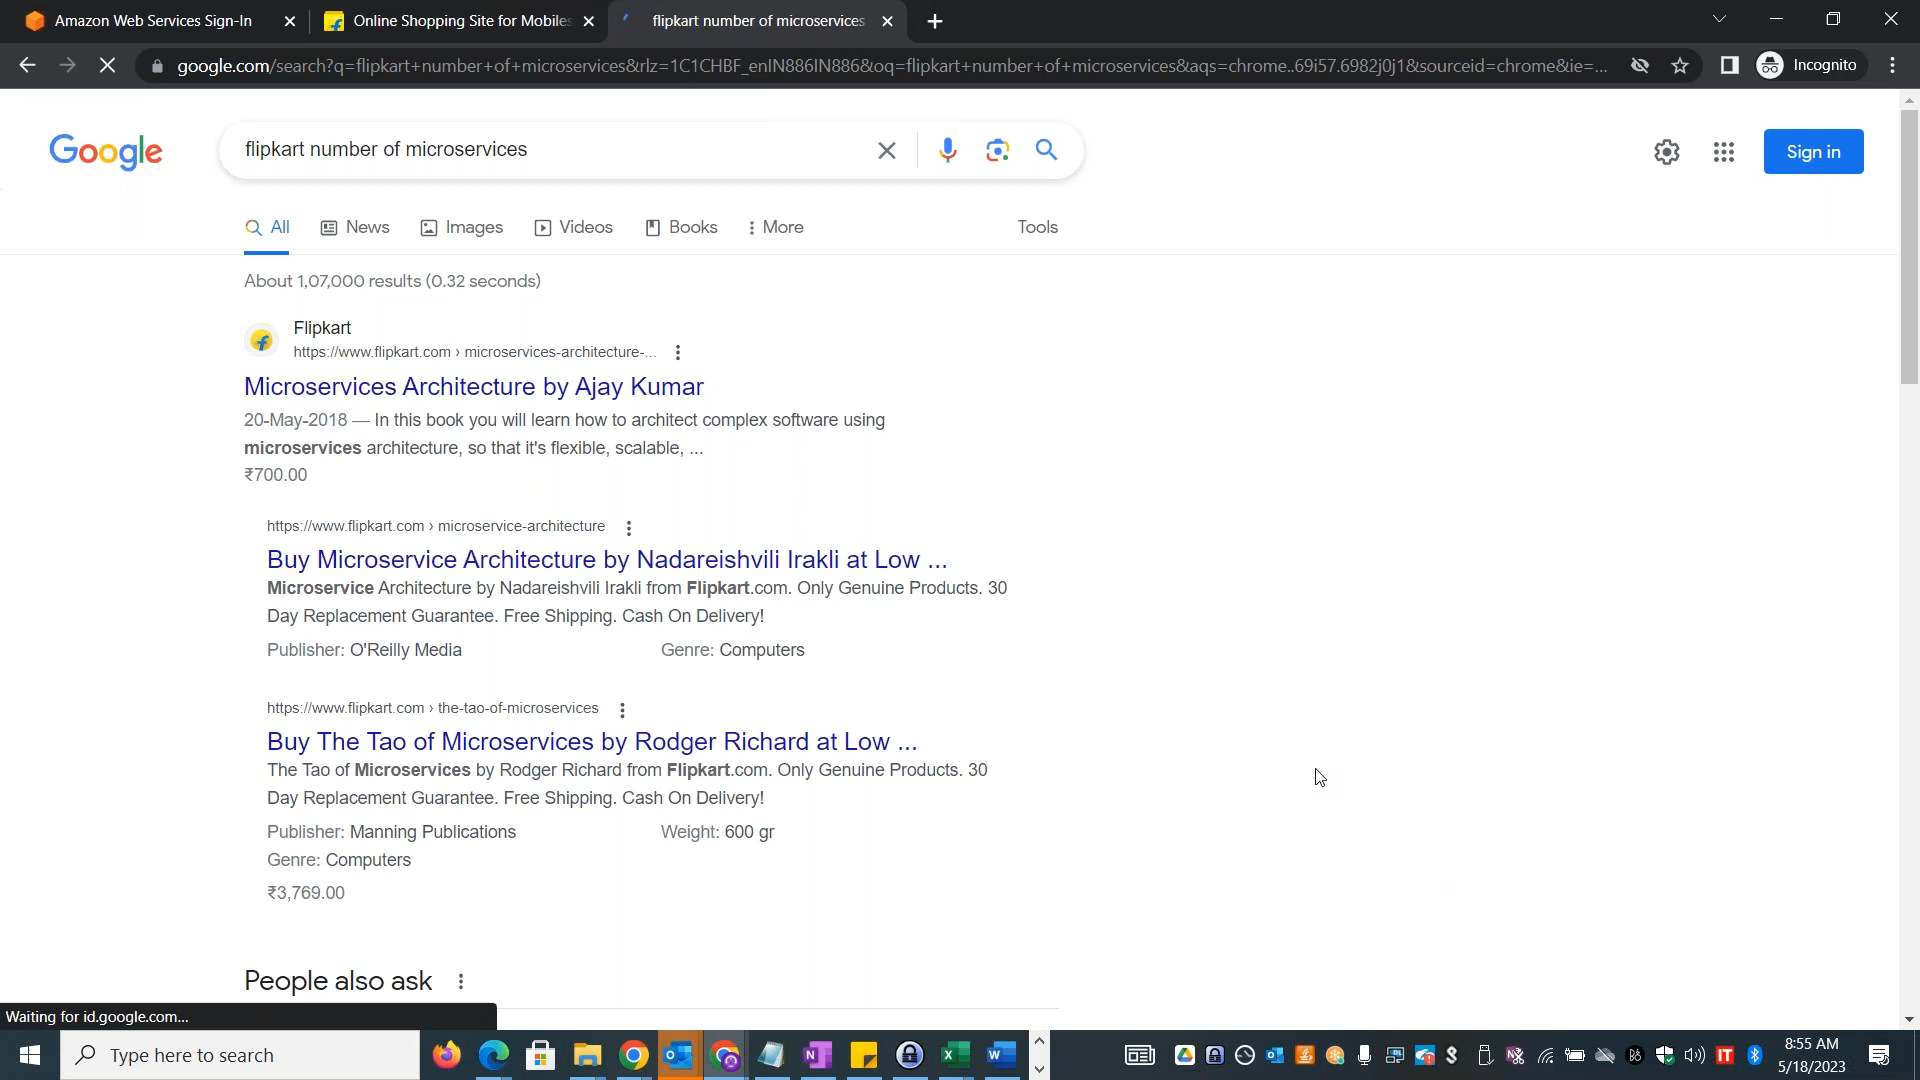 Amazon Web Services Sign-In
Online Shopping Site for Mobiles
flipkart number of microservices
google.com/search?q=flipkart+number+of+microservices&rlz=1C1CHBF_enIN886IN886&oq=flipkart+number+of+microservices&aqs=chrome..69i57.6982j0j1&sourceid=chrome&ie=...
Incognito
Google
flipkart number of microservices
Sign in
All
News
Images
Videos
Books
More
Tools
About 1,07,000 results (0.32 seconds)
Flipkart
https://www.flipkart.com › microservices-architecture-...
Microservices Architecture by Ajay Kumar
20-May-2018 — In this book you will learn how to architect complex software using
microservices architecture, so that it's flexible, scalable, ...
₹700.00
https://www.flipkart.com › microservice-architecture
Buy Microservice Architecture by Nadareishvili Irakli at Low ...
Microservice Architecture by Nadareishvili Irakli from Flipkart.com. Only Genuine Products. 30
Day Replacement Guarantee. Free Shipping. Cash On Delivery!
Publisher: O'Reilly Media
Genre: Computers
https://www.flipkart.com › the-tao-of-microservices
Buy The Tao of Microservices by Rodger Richard at Low ...
The Tao of Microservices by Rodger Richard from Flipkart.com. Only Genuine Products. 30
Day Replacement Guarantee. Free Shipping. Cash On Delivery!
Publisher: Manning Publications
Weight: 600 gr
Genre: Computers
₹3,769.00
People also ask
Waiting for id.google.com...
Type here to search
8:55 AM
5/18/2023